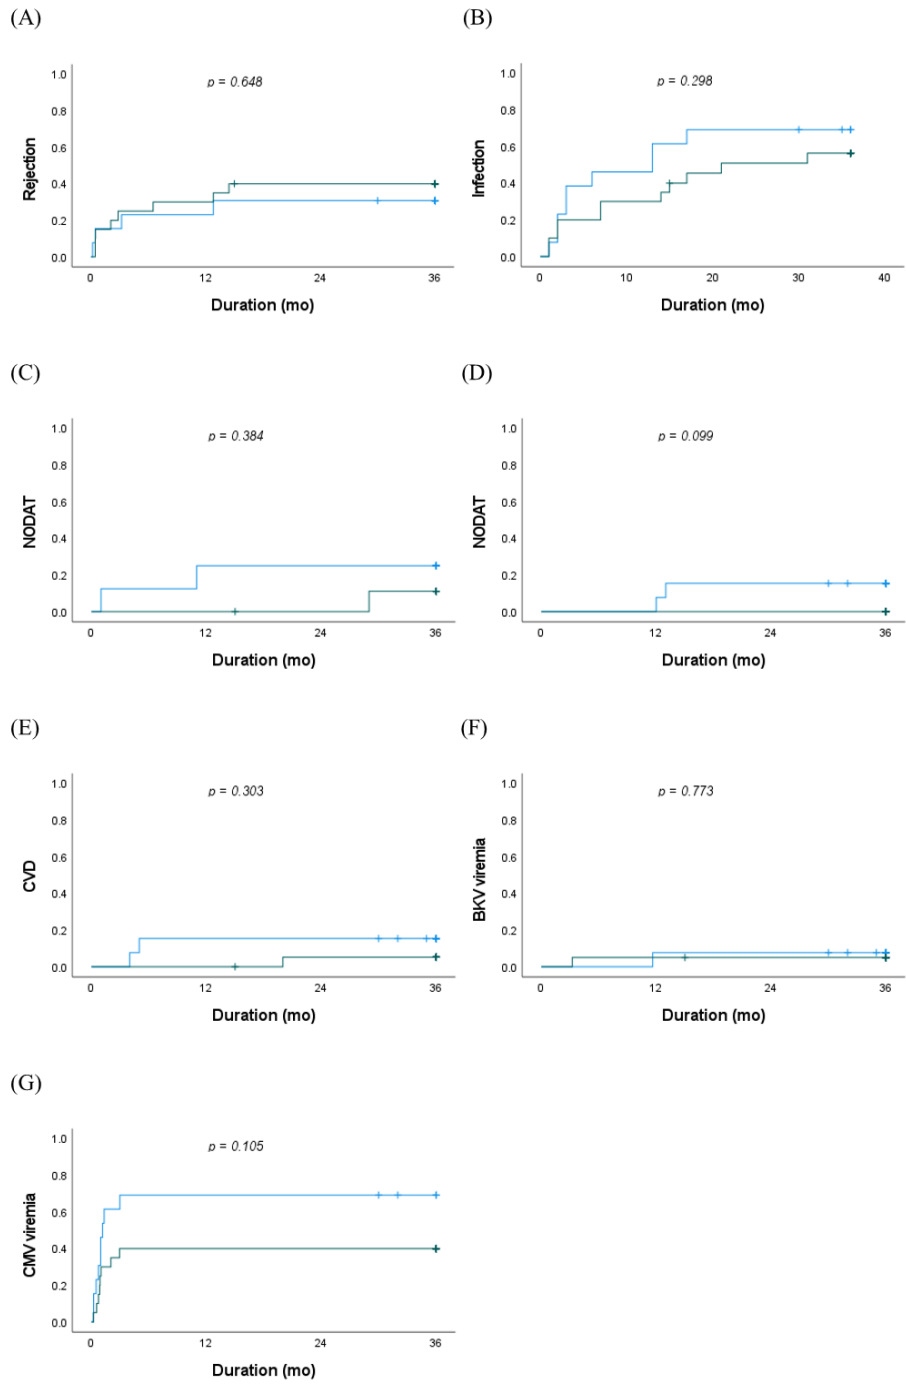 (A)
(B)
p = 0.648
Rejection
1.0
0.8
0.6
0.4
0.2
0.0
0
12
24
36
Duration (mo)
p = 0.298
Infection
1.0
0.8
0.6
0.4
0.2
0.0
0
10
20
30
40
Duration (mo)
(C)
(D)
p = 0.384
NODAT
1.0
0.8
0.6
0.4
0.2
0.0
0
12
24
36
Duration (mo)
p = 0.099
NODAT
1.0
0.8
0.6
0.4
0.2
0.0
0
12
24
36
Duration (mo)
(E)
(F)
p = 0.303
CVD
1.0
0.8
0.6
0.4
0.2
0.0
0
12
24
36
Duration (mo)
p = 0.773
BKV viremia
1.0
0.8
0.6
0.4
0.2
0.0
0
12
24
36
Duration (mo)
(G)
p = 0.105
CMV viremia
1.0
0.8
0.6
0.4
0.2
0.0
0
12
24
36
Duration (mo)